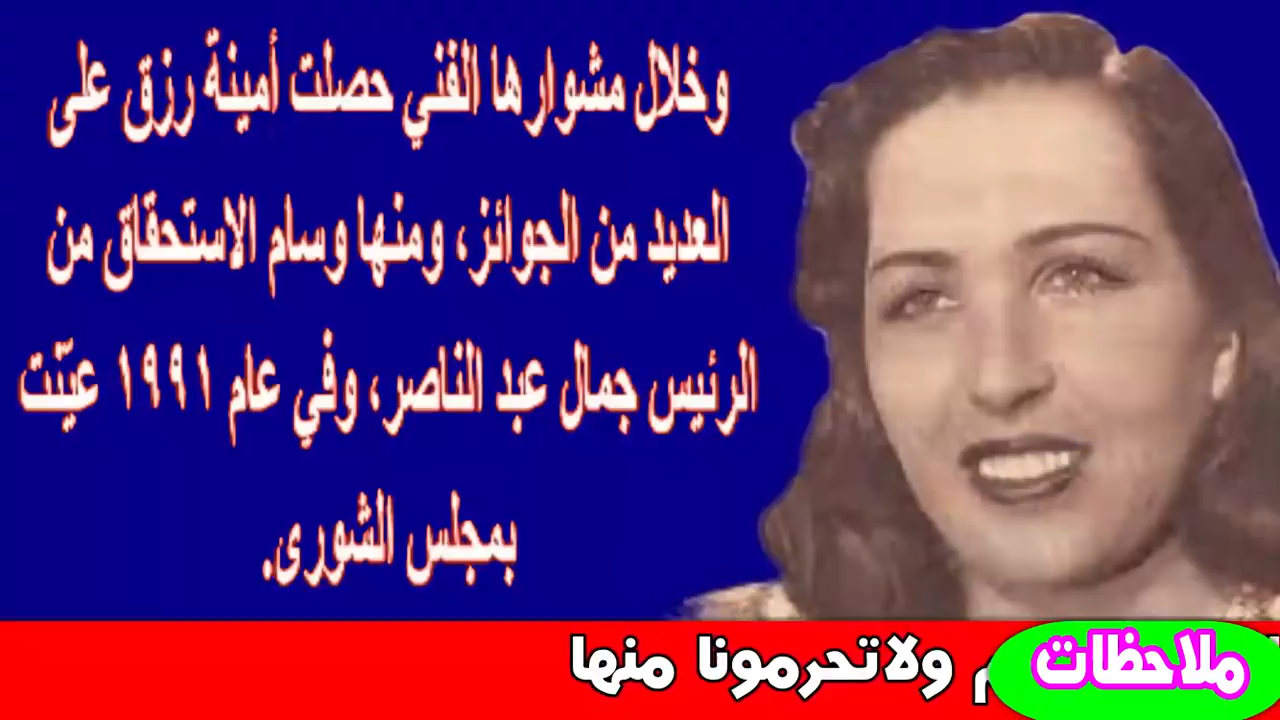 وخلال مشوارها الفني حصلت أمينة رزق على
العديد من الجوائز، ومنها وسام الاستحقاق من
الرئيس جمال عبد الناصر، وفي عام ١٩٩١ عيّنت
بمجلس الشورى.
ملاحظات
ولاتحرمونا منها